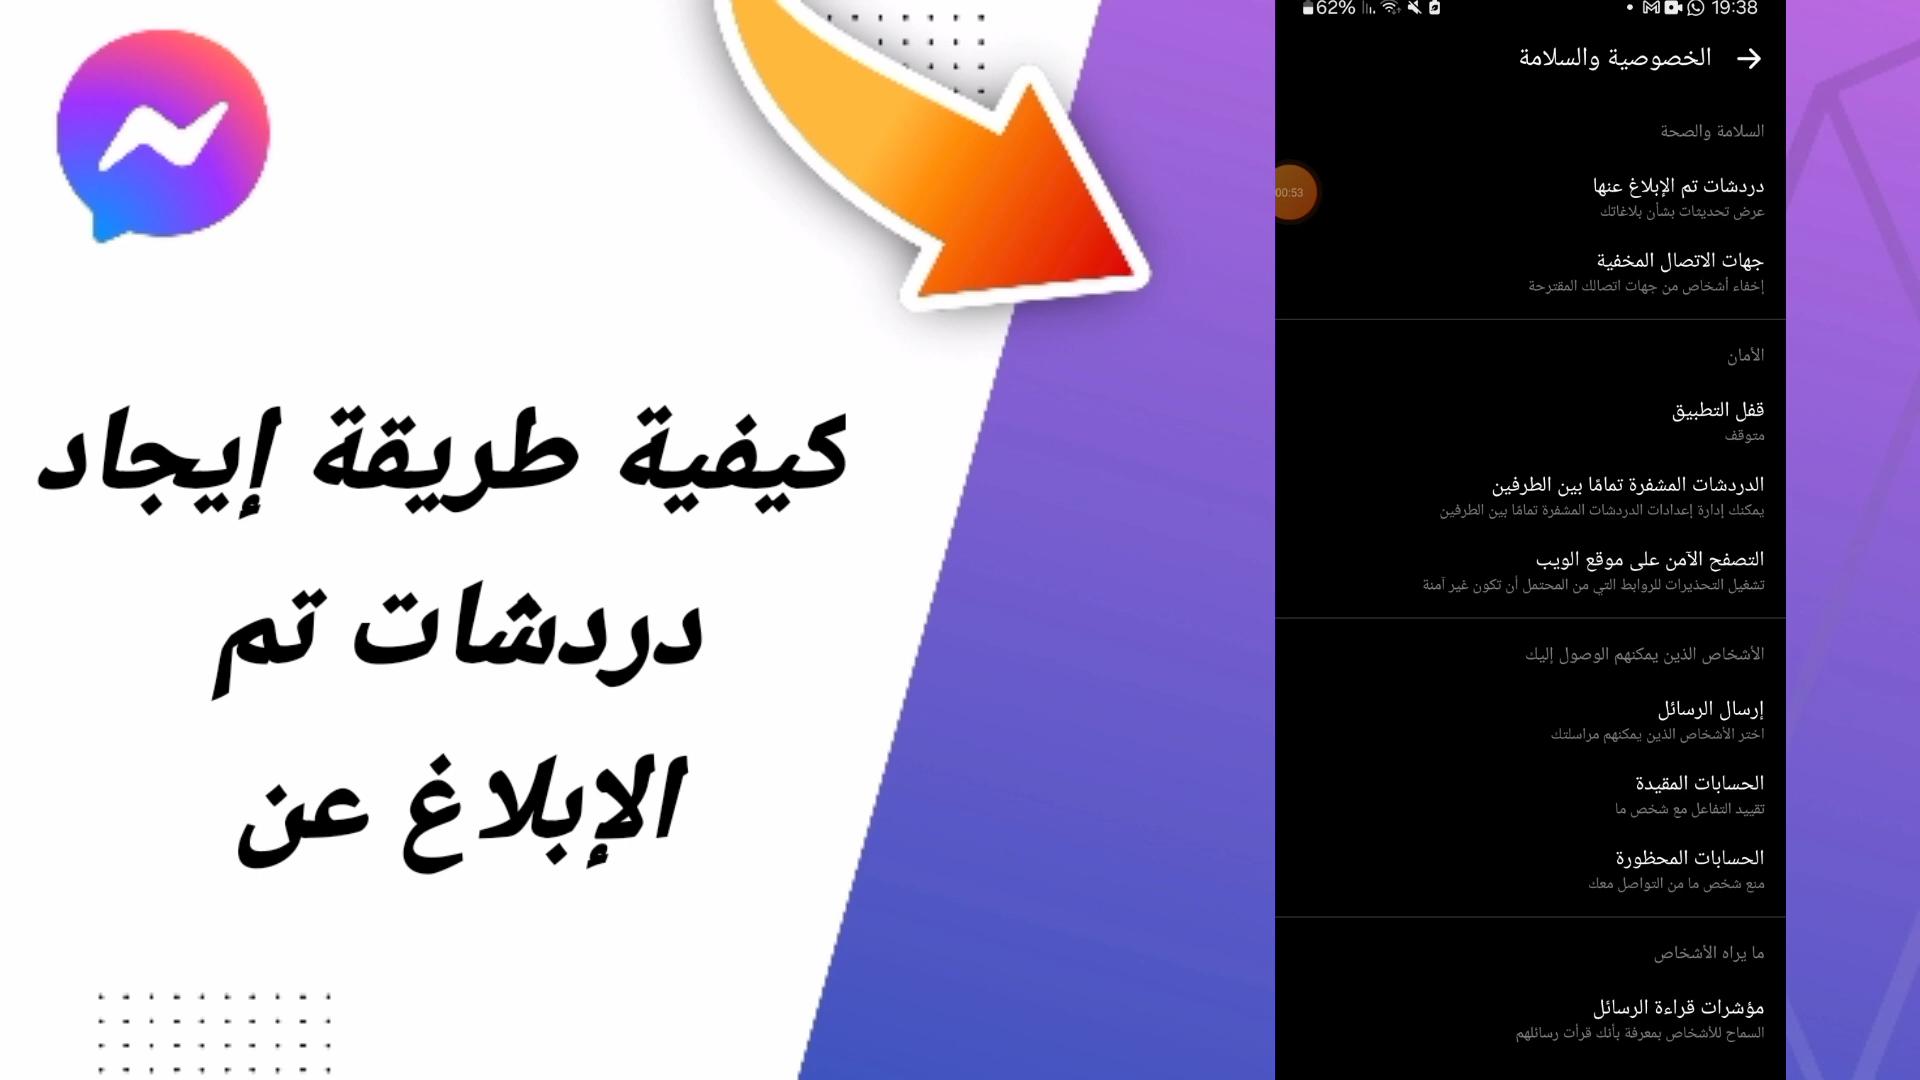 كيفية طريقة إيجاد
دردشات تم
الإبلاغ عن
62% 19:38
الخصوصية والسلامة
السلامة والصحة
دردشات تم الإبلاغ عنها
عرض تحديثات بشأن بلاغاتك
00:53
جهات الاتصال المخفية
إخفاء أشخاص من جهات اتصالك المقترحة
الأمان
قفل التطبيق
متوقف
الدردشات المشفرة تمامًا بين الطرفين
يمكنك إدارة إعدادات الدردشات المشفرة تمامًا بين الطرفين
التصفح الآمن على موقع الويب
تشغيل التحذيرات للروابط التي من المحتمل أن تكون غير آمنة
الأشخاص الذين يمكنهم الوصول إليك
إرسال الرسائل
اختر الأشخاص الذين يمكنهم مراسلتك
الحسابات المقيدة
تقييد التفاعل مع شخص ما
الحسابات المحظورة
منع شخص ما من التواصل معك
ما يراه الأشخاص
مؤشرات قراءة الرسائل
السماح للأشخاص بمعرفة بأنك قرأت رسائلهم